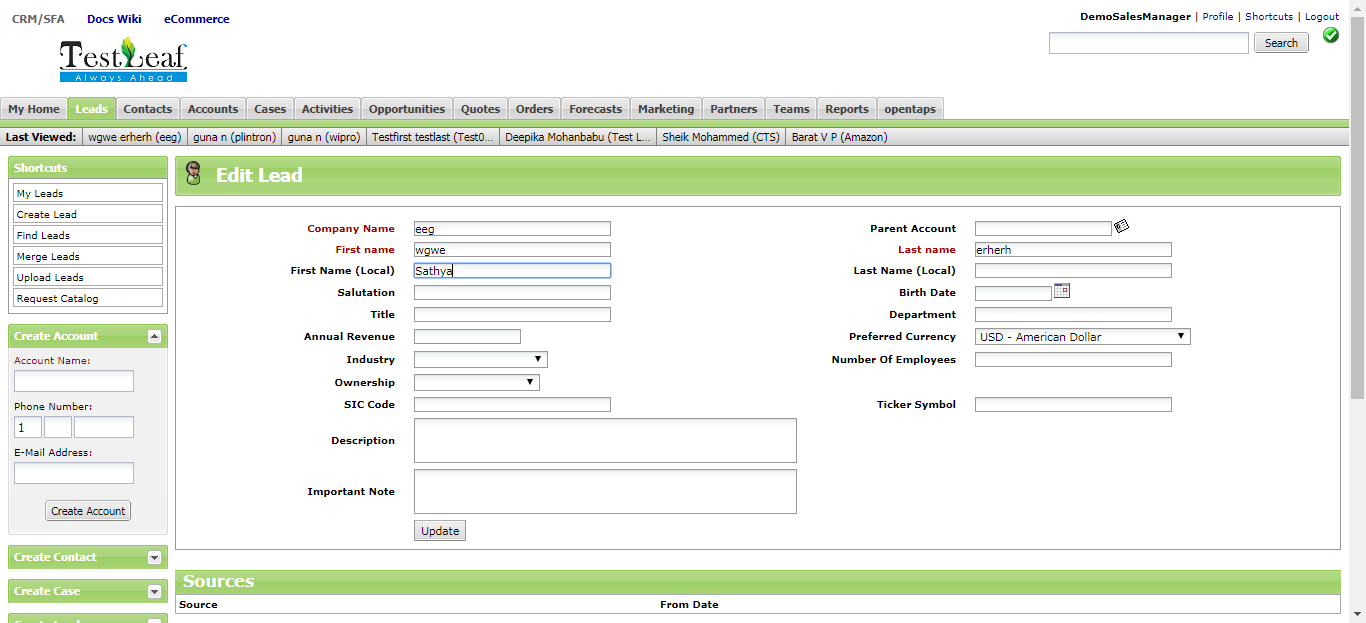 CRM/SFA Docs Wiki eCommerce
DemoSalesManager | Profile | Shortcuts | Logout
TestLeaf
Always Ahead
Search
My Home Leads Contacts Accounts Cases Activities Opportunities Quotes Orders Forecasts Marketing Partners Teams Reports opentaps
Last Viewed: wgwe erherh (eeg) guna n (plintron) guna n (wipro) Testfirst testlast (Test0... Deepika Mohanbabu (Test L... Sheik Mohammed (CTS) Barat V P (Amazon)
Shortcuts
My Leads
Create Lead
Find Leads
Merge Leads
Upload Leads
Request Catalog
Create Account
Account Name:
Phone Number:
1
E-Mail Address:
Create Account
Create Contact
Create Case
Edit Lead
Company Name eeg Parent Account
First name wgwe Last name erherh
First Name (Local) Sathya Last Name (Local)
Salutation Birth Date
Title Department
Annual Revenue Preferred Currency USD - American Dollar
Industry Number Of Employees
Ownership
SIC Code Ticker Symbol
Description
Important Note
Update
Sources
Source From Date